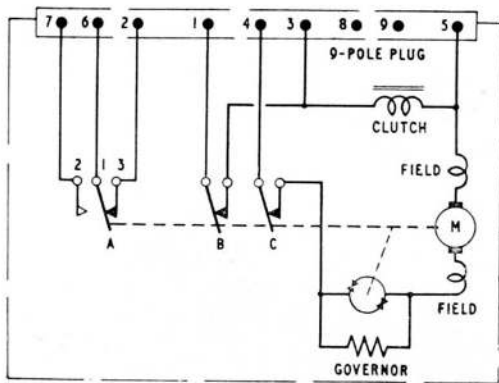 7 6 2 1 4 3 8 9 5
9-POLE PLUG
CLUTCH
FIELD
2 1 3
M
A B C
FIELD
GOVERNOR